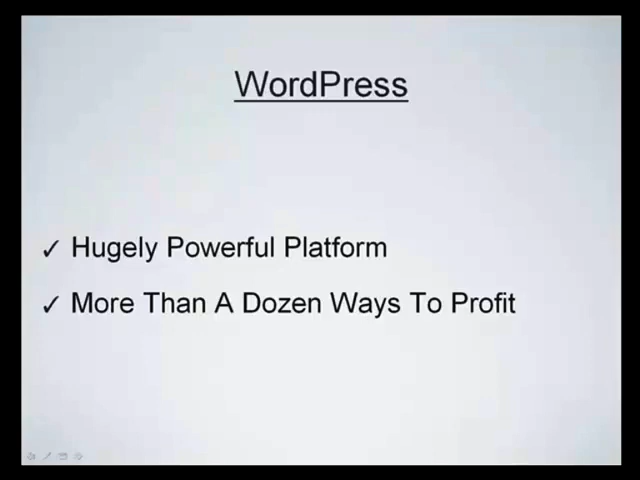 WordPress
✓ Hugely Powerful Platform
✓ More Than A Dozen Ways To Profit